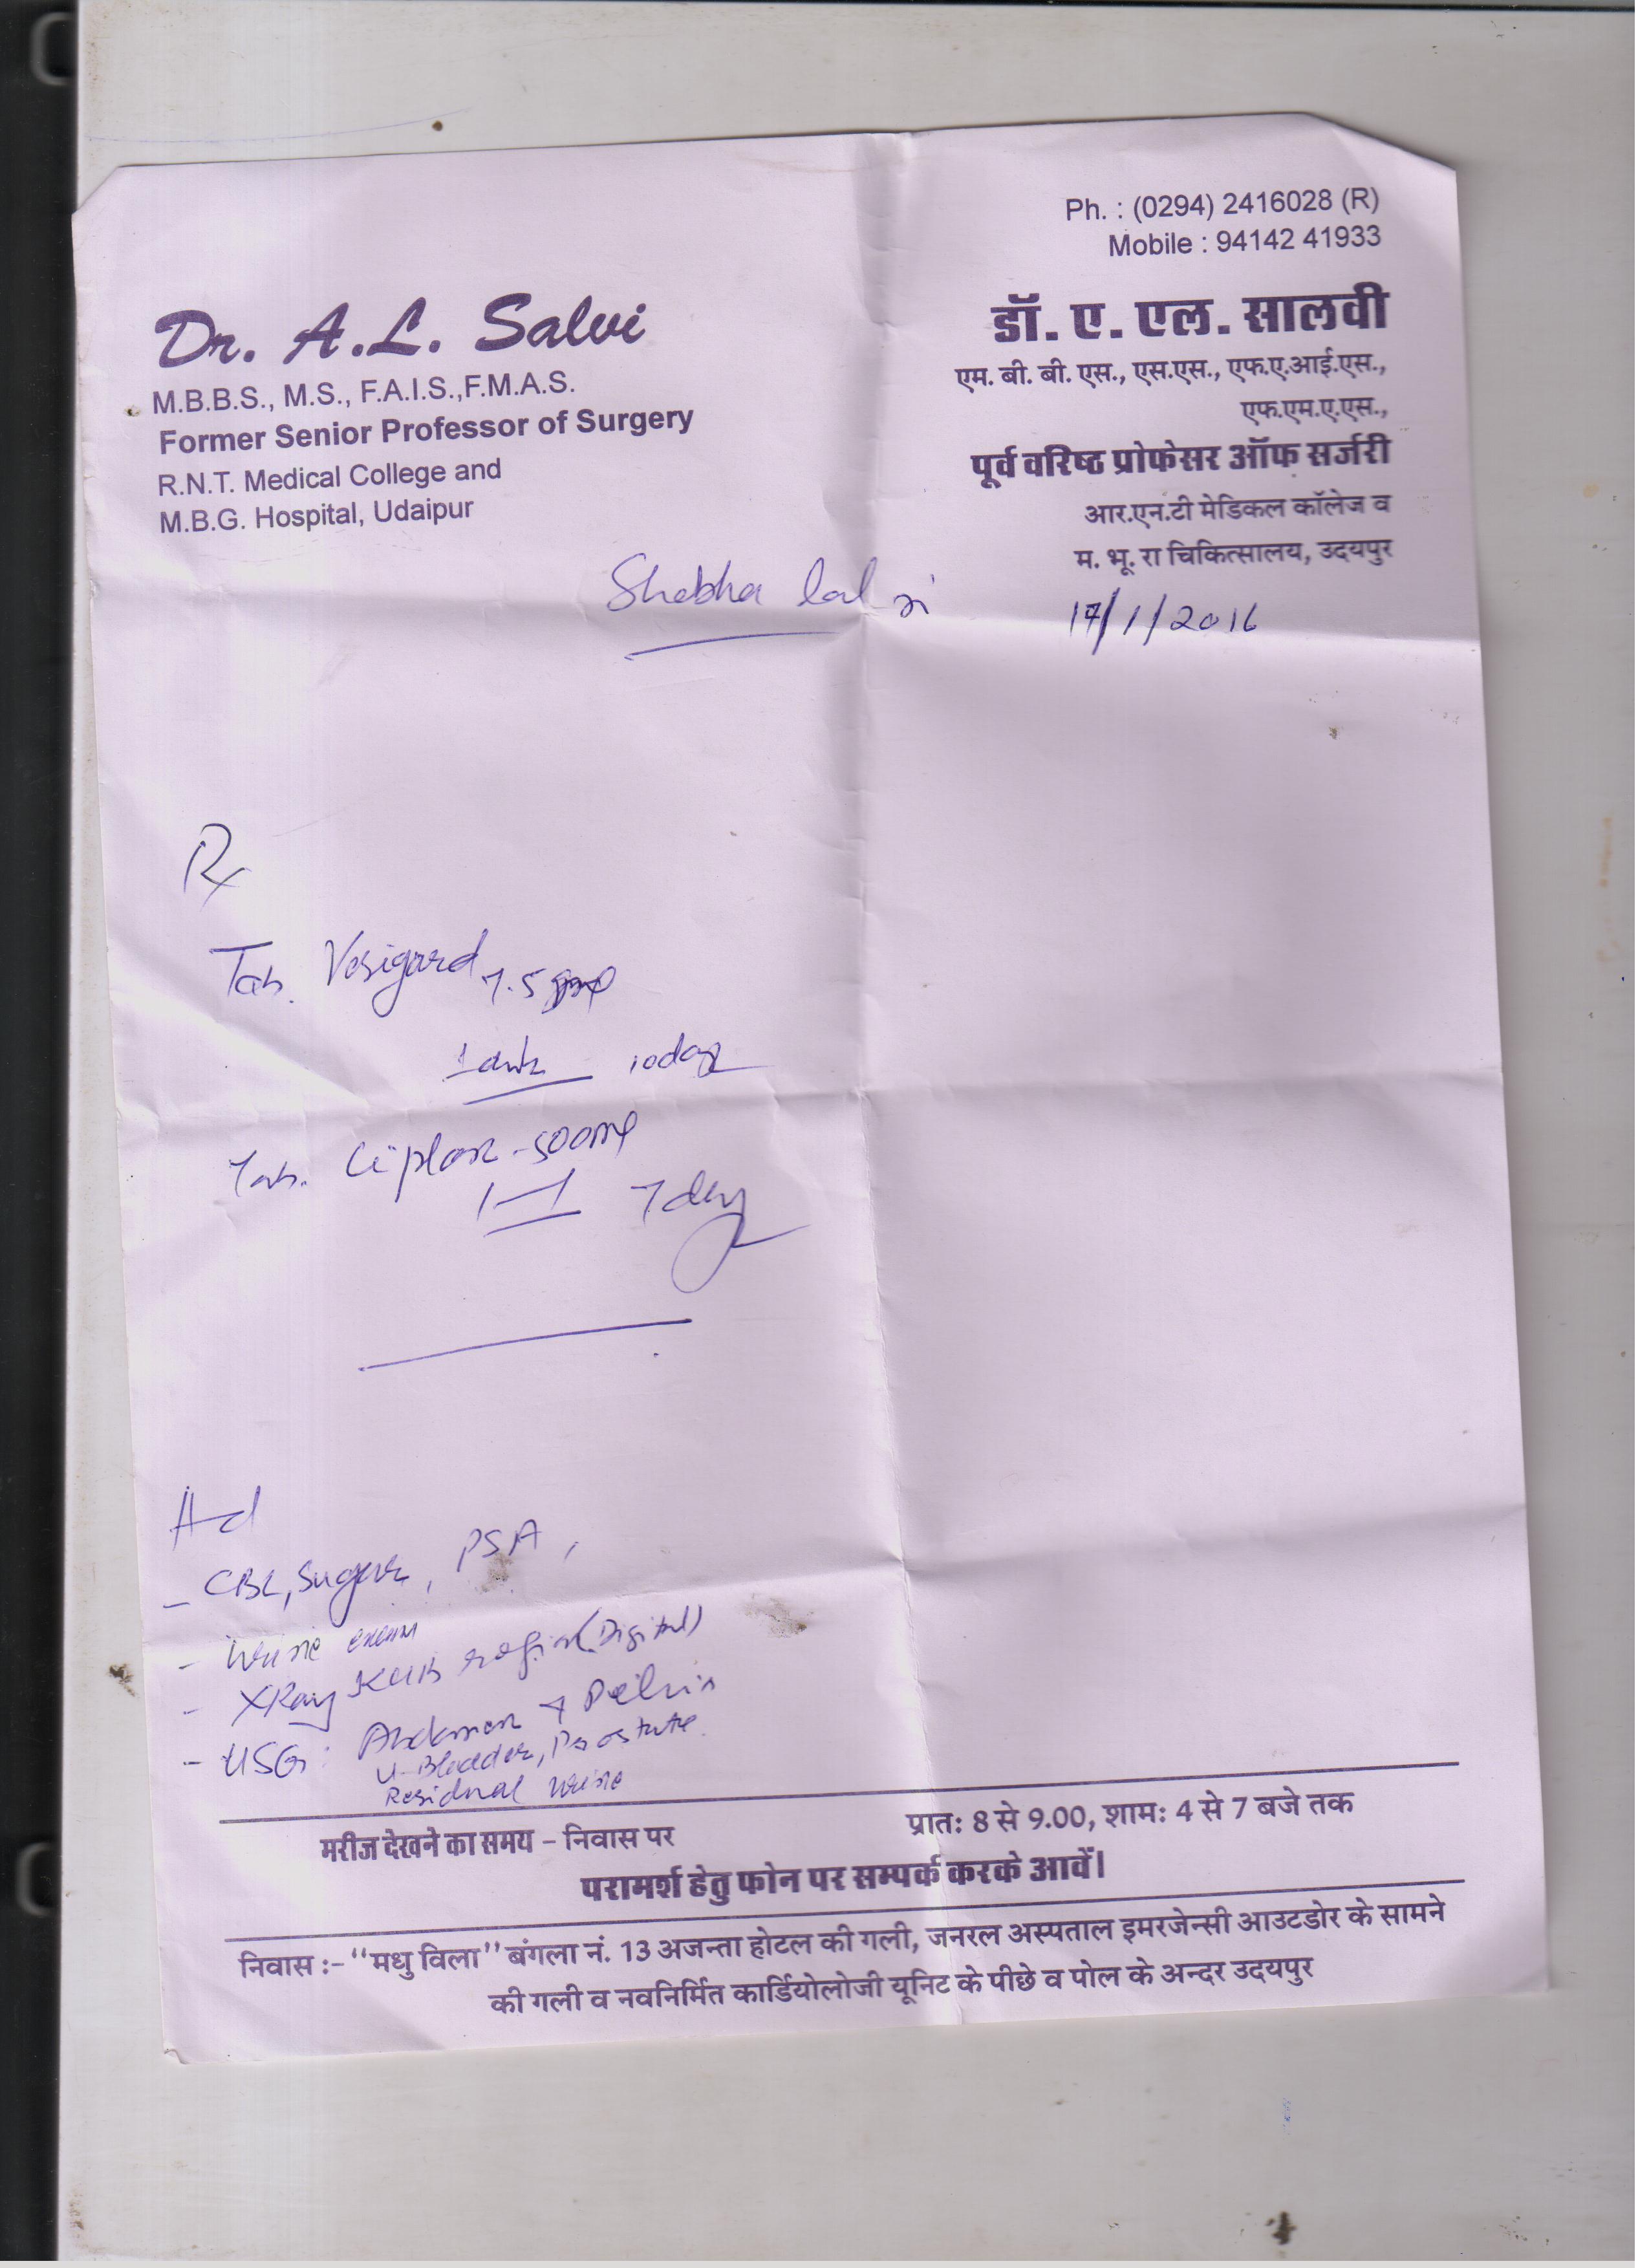 Ph. : (0294) 2416028 (R)
Mobile : 94142 41933
Dr. A.L. Salvi
M.B.B.S., M.S., F.A.I.S.,F.M.A.S.
Former Senior Professor of Surgery
R.N.T. Medical College and
M.B.G. Hospital, Udaipur
डॉ. ए. एल. सालवी
एम. बी. बी. एस., एस.एस., एफ.ए.आई.एस.,
एफ.एम.ए.एस.,
पूर्व वरिष्ठ प्रोफेसर ऑफ सर्जरी
आर.एन.टी मेडिकल कॉलेज व
म. भू. रा चिकित्सालय, उदयपुर
Shobha lal
17/1/2016
Rx
Tab. Vesigard 7.5 mg
10day
Tab. Ciplox - 500mg
1-1 7day
Ad
- CBC, Sugar, PSA,
- Urine exam
- XRay KUB region (Digital)
- USG: Abdomen + Pelvis
U-Bladder, Prostate
Residual Urine
मरीज देखने का समय – निवास पर
प्रातः 8 से 9.00, शामः 4 से 7 बजे तक
परामर्श हेतु फोन पर सम्पर्क करके आवें।
निवास :– "मधु विला" बंगला नं. 13 अजन्ता होटल की गली, जनरल अस्पताल इमरजेन्सी आउटडोर के सामने
की गली व नवनिर्मित कार्डियोलोजी यूनिट के पीछे व पोल के अन्दर उदयपुर